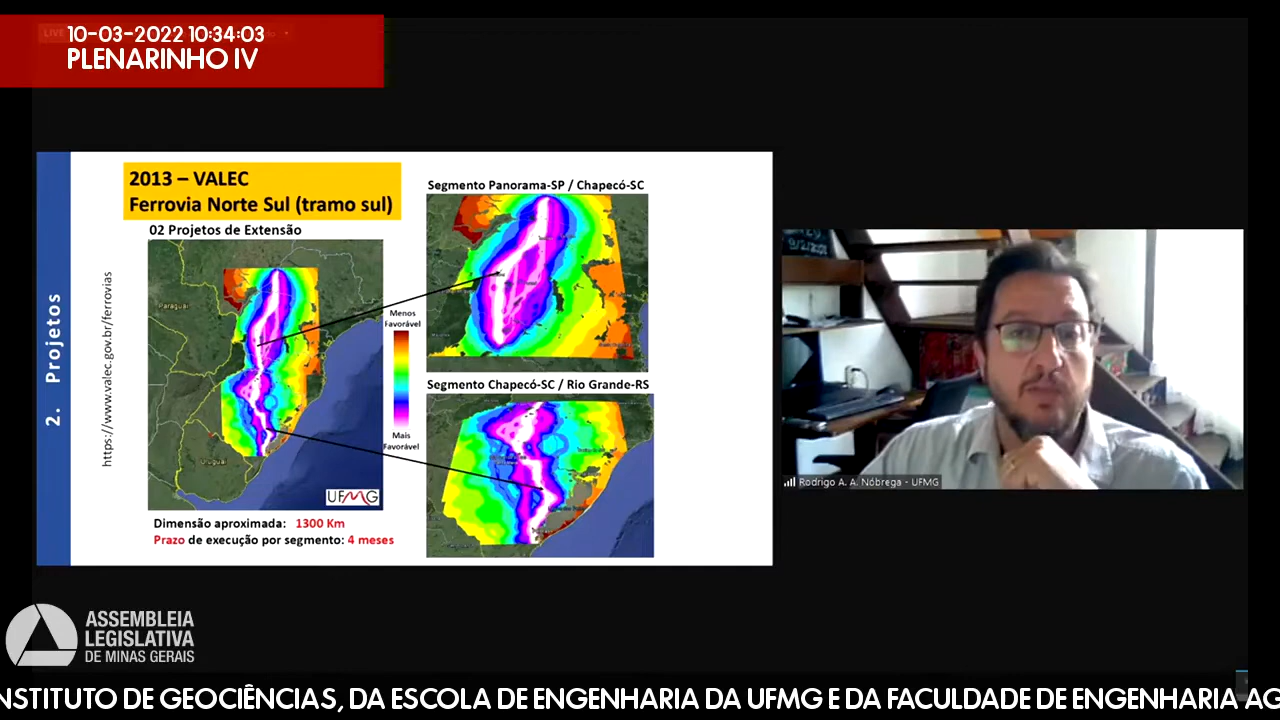 LIVE
10-03-2022 10:34:03
PLENARINHO IV
2. Projetos
2013 – VALEC
Ferrovia Norte Sul (tramo sul)
02 Projetos de Extensão
https://www.valec.gov.br/ferrovias
Paraguai
Uruguai
UFMG
Menos
Favorável
Mais
Favorável
Dimensão aproximada: 1300 Km
Prazo de execução por segmento: 4 meses
Segmento Panorama-SP / Chapecó-SC
Segmento Chapecó-SC / Rio Grande-RS
Rodrigo A. A. Nóbrega - UFMG
ASSEMBLEIA
LEGISLATIVA
DE MINAS GERAIS
NSTITUTO DE GEOCIÊNCIAS, DA ESCOLA DE ENGENHARIA DA UFMG E DA FACULDADE DE ENGENHARIA AG